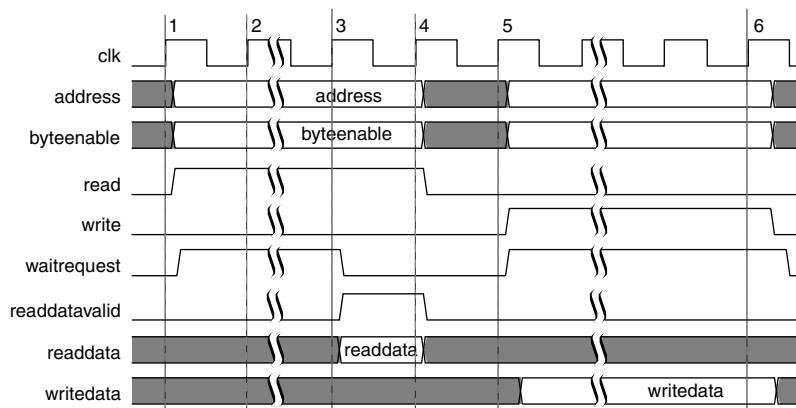 1 2 3 4 5 6
clk
address address
byteenable byteenable
read
write
waitrequest
readdatavalid
readdata readdata
writedata writedata